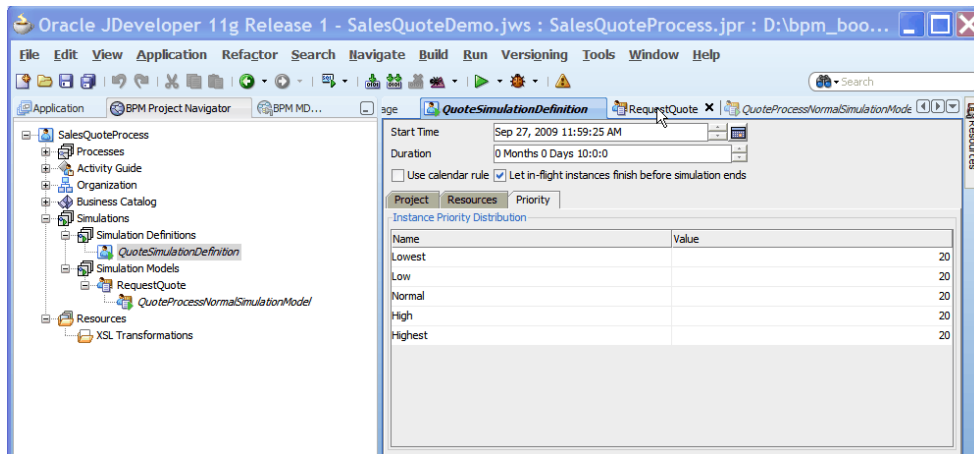 Oracle JDeveloper 11g Release 1 - SalesQuoteDemo.jws : SalesQuoteProcess.jpr : D:\bpm_boo...
File Edit View Application Refactor Search Navigate Build Run Versioning Tools Window Help
Search
Application BPM Project Navigator BPM MD... age QuoteSimulationDefinition RequestQuote QuoteProcessNormalSimulationMode
Resources
SalesQuoteProcess
Processes
Activity Guide
Organization
Business Catalog
Simulations
Simulation Definitions
QuoteSimulationDefinition
Simulation Models
RequestQuote
QuoteProcessNormalSimulationModel
Resources
XSL Transformations
Start Time Sep 27, 2009 11:59:25 AM
Duration 0 Months 0 Days 10:0:0
Use calendar rule Let in-flight instances finish before simulation ends
Project Resources Priority
Instance Priority Distribution
Name Value
Lowest 20
Low 20
Normal 20
High 20
Highest 20